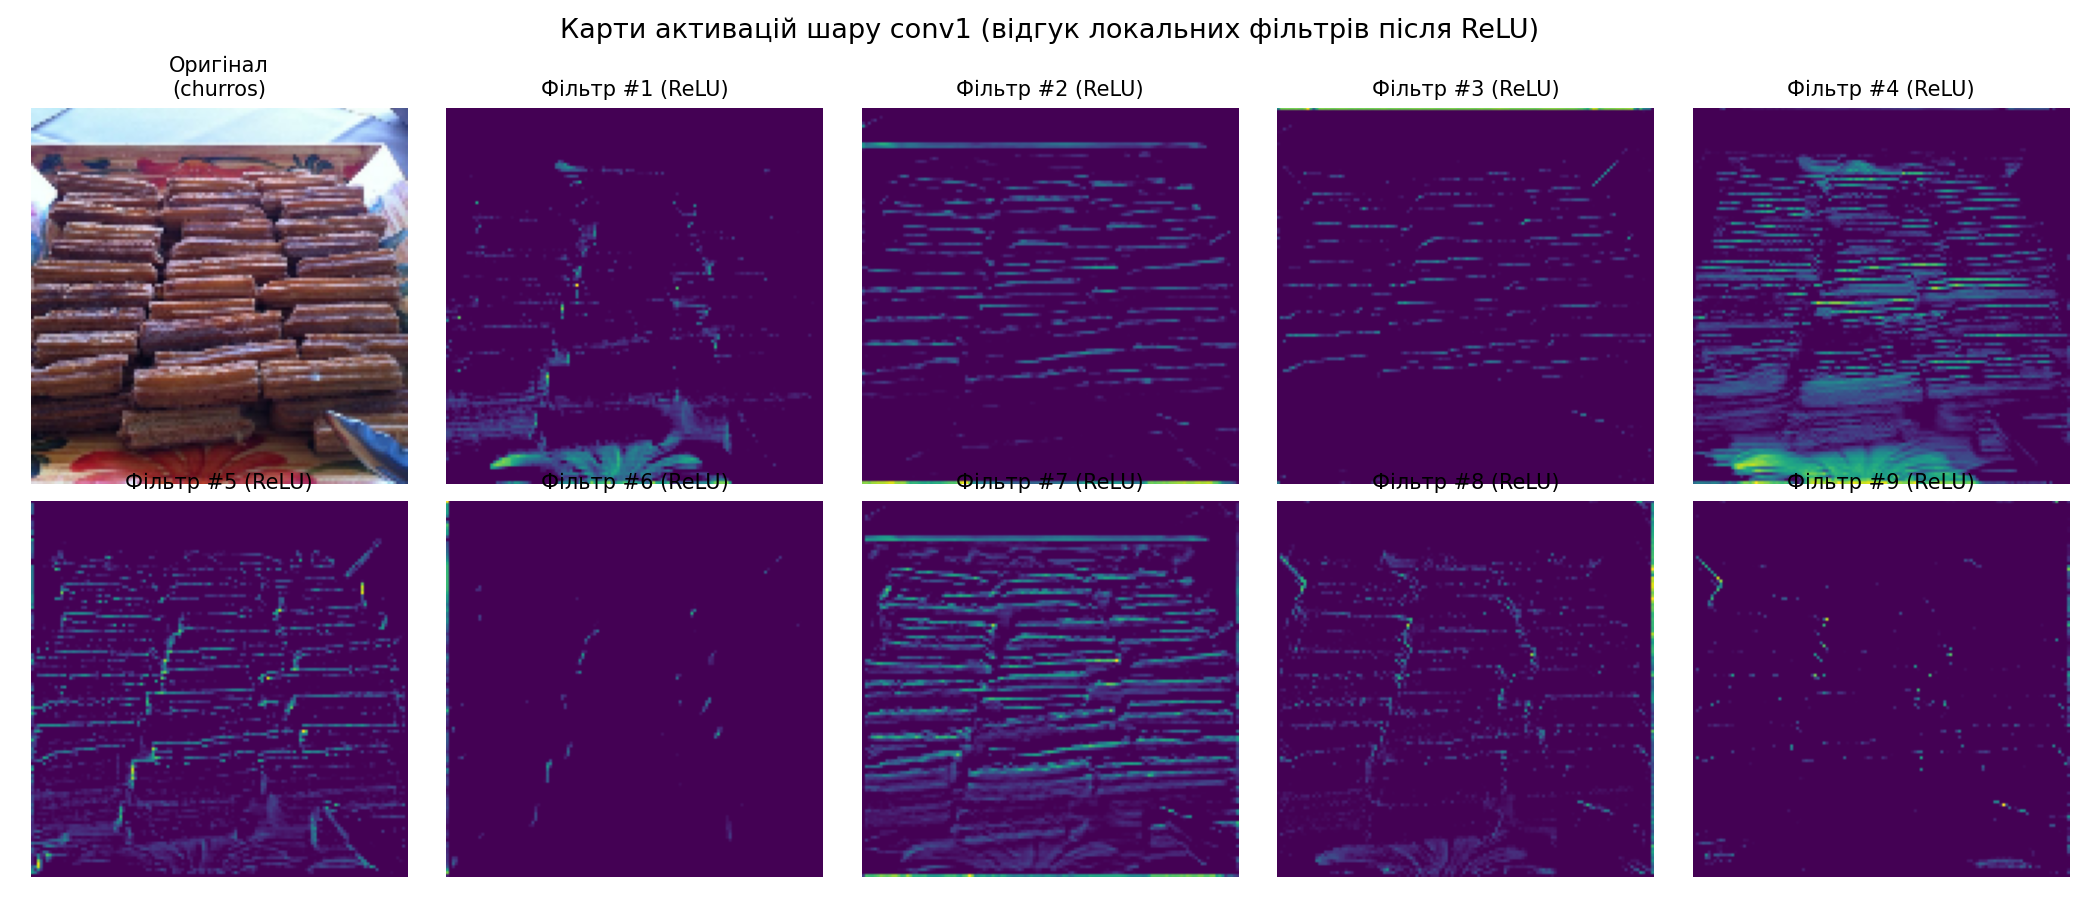 Карти активацій шару conv1 (відгук локальних фільтрів після ReLU)
Оригінал
(churros)
Фільтр #1 (ReLU)
Фільтр #2 (ReLU)
Фільтр #3 (ReLU)
Фільтр #4 (ReLU)
Фільтр #5 (ReLU)
Фільтр #6 (ReLU)
Фільтр #7 (ReLU)
Фільтр #8 (ReLU)
Фільтр #9 (ReLU)